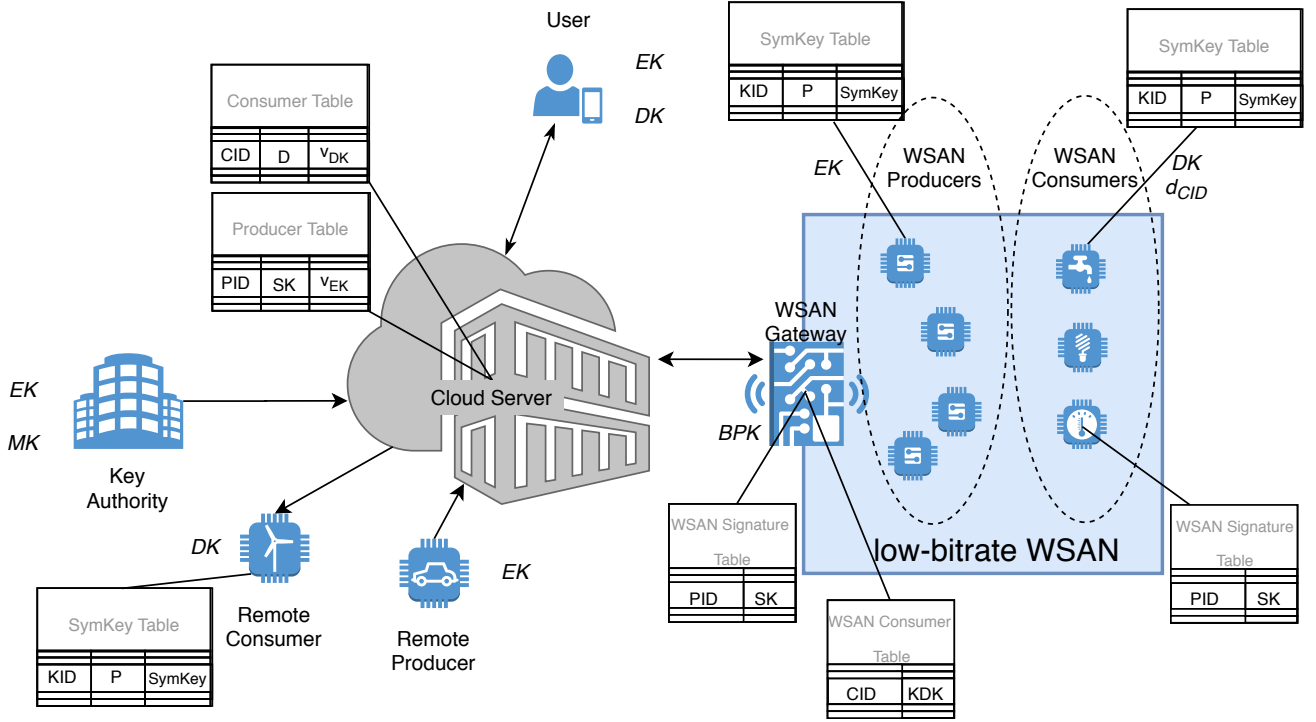 User
EK
DK
Consumer Table
CID D vDK
Producer Table
PID SK vEK
SymKey Table
KID P SymKey
SymKey Table
KID P SymKey
EK
WSAN
Producers
WSAN
Consumers
DK
dCID
WSAN
Gateway
BPK
Cloud Server
EK
MK
Key
Authority
DK
Remote
Consumer
EK
Remote
Producer
SymKey Table
KID P SymKey
low-bitrate WSAN
WSAN Signature
Table
PID SK
WSAN Consumer
Table
CID KDK
WSAN Signature
Table
PID SK